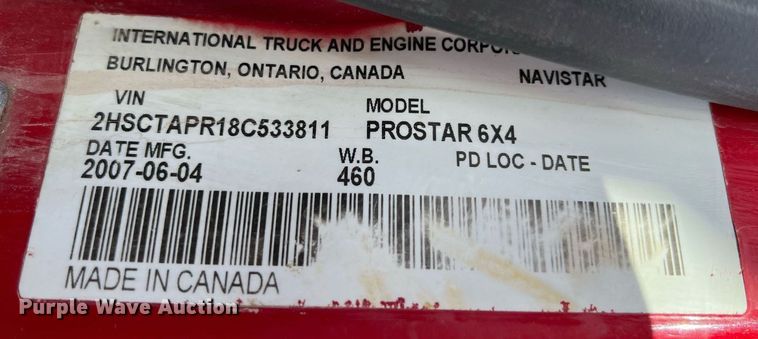 INTERNATIONAL TRUCK AND ENGINE
BURLINGTON, ONTARIO, CANADA NAVISTAR
VIN MODEL
2HSCTAPR18C533811 PROSTAR 6X4
DATE MFG. W.B. PD LOC - DATE
2007-06-04 460
MADE IN CANADA
Purple Wave Auction